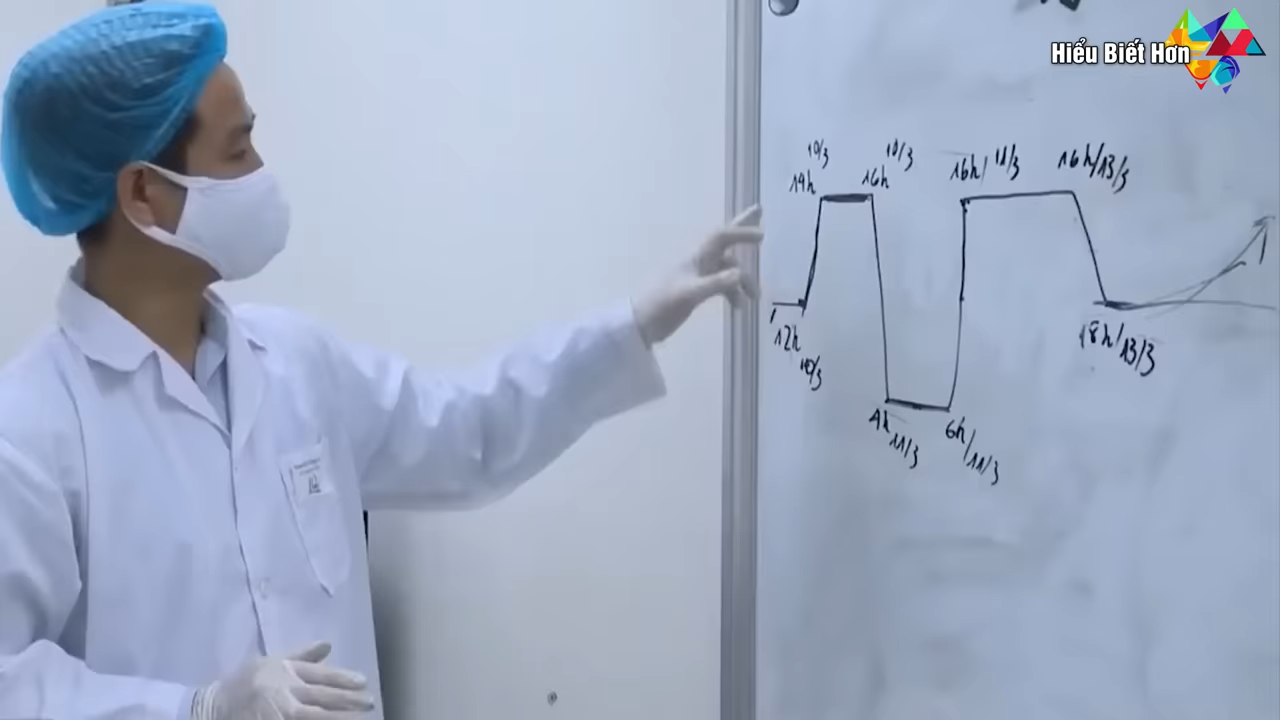 Hiểu Biết Hơn
10/3
14h
10/3
16h
16h/11/3
16h/13/3
12h
10/3
18h/13/3
4h
11/3
6h/11/3